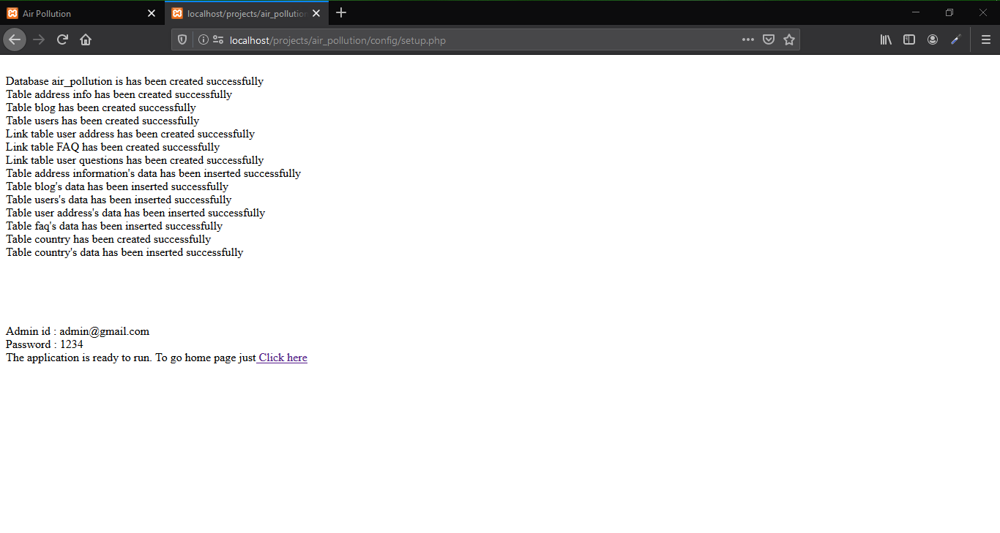 Air Pollution
localhost/projects/air_pollution
localhost/projects/air_pollution/config/setup.php
Database air_pollution is has been created successfully
Table address info has been created successfully
Table blog has been created successfully
Table users has been created successfully
Link table user address has been created successfully
Link table FAQ has been created successfully
Link table user questions has been created successfully
Table address information's data has been inserted successfully
Table blog's data has been inserted successfully
Table users's data has been inserted successfully
Table user address's data has been inserted successfully
Table faq's data has been inserted successfully
Table country has been created successfully
Table country's data has been inserted successfully
Admin id : admin@gmail.com
Password : 1234
The application is ready to run. To go home page just Click here